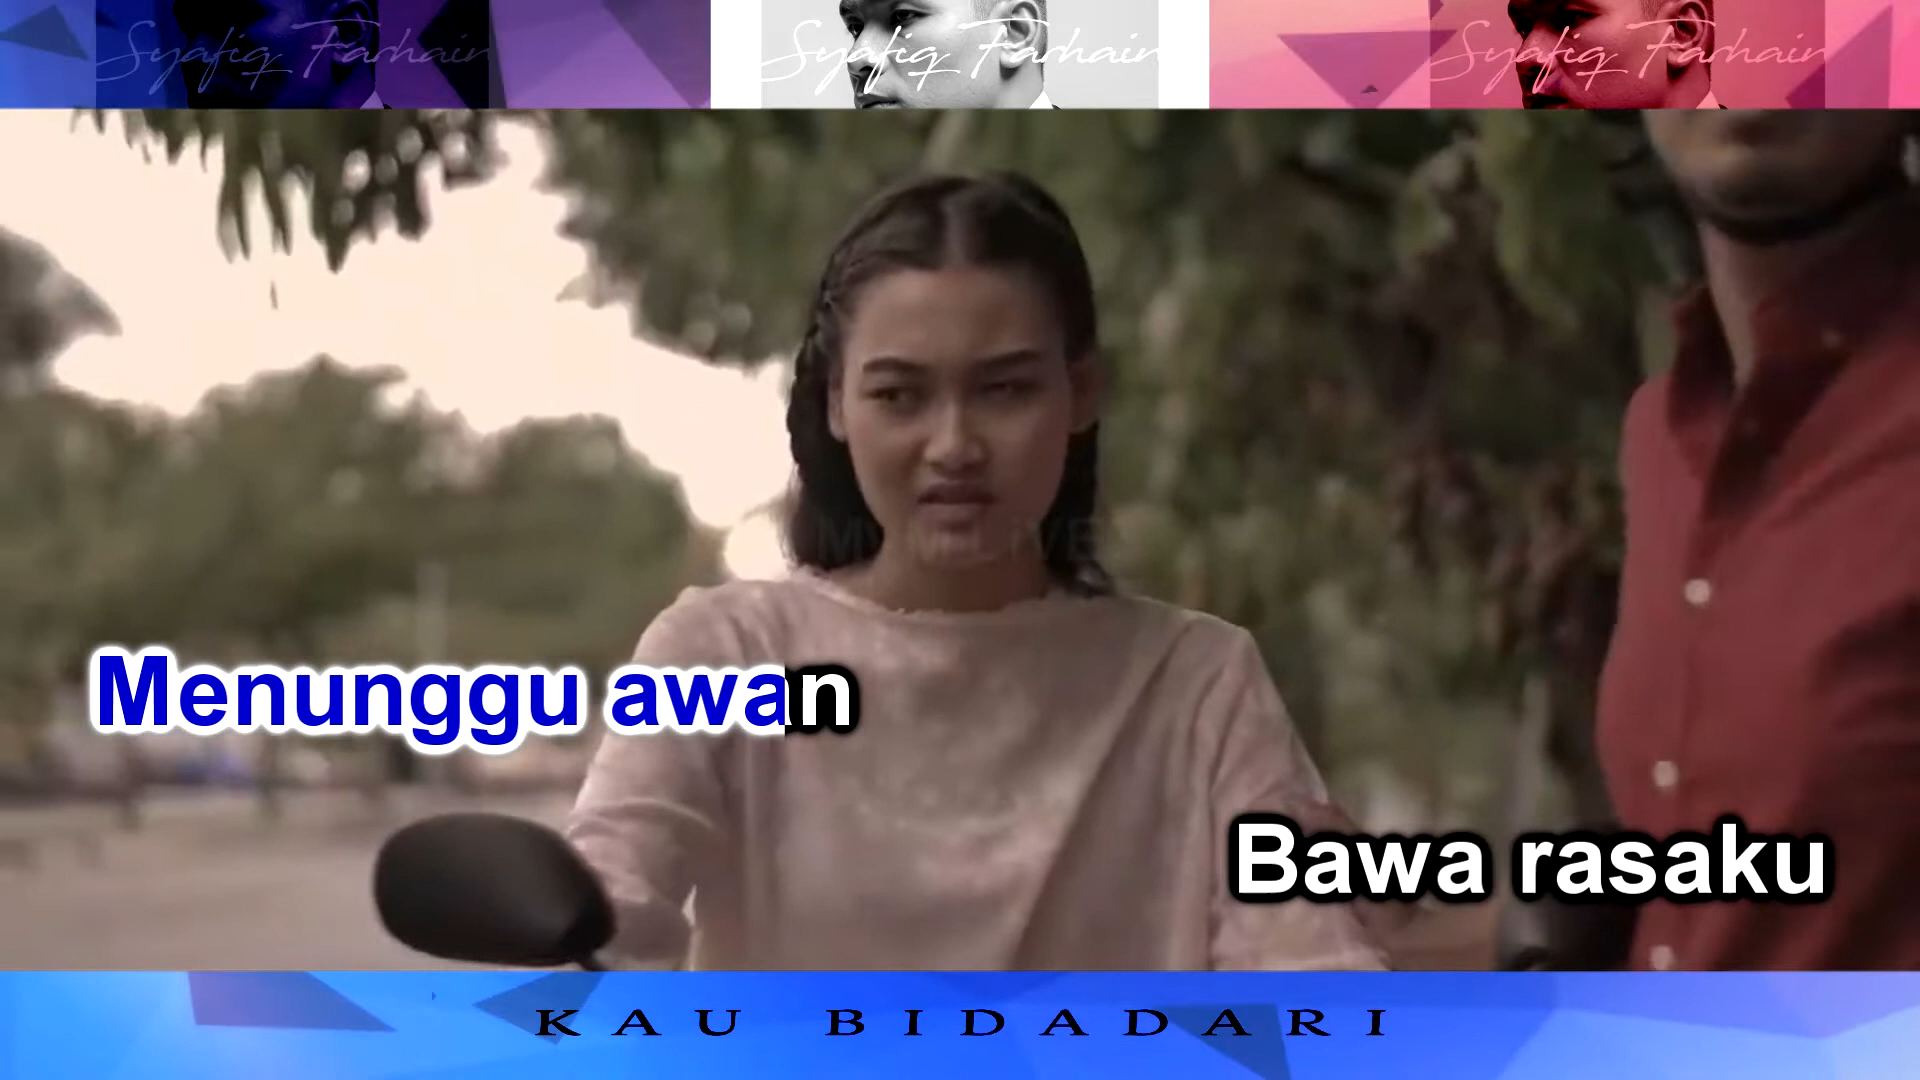 Syafiq Farhain Syafiq Farhain Syafiq Farhain
Menunggu awan
Bawa rasaku
KAU BIDADARI